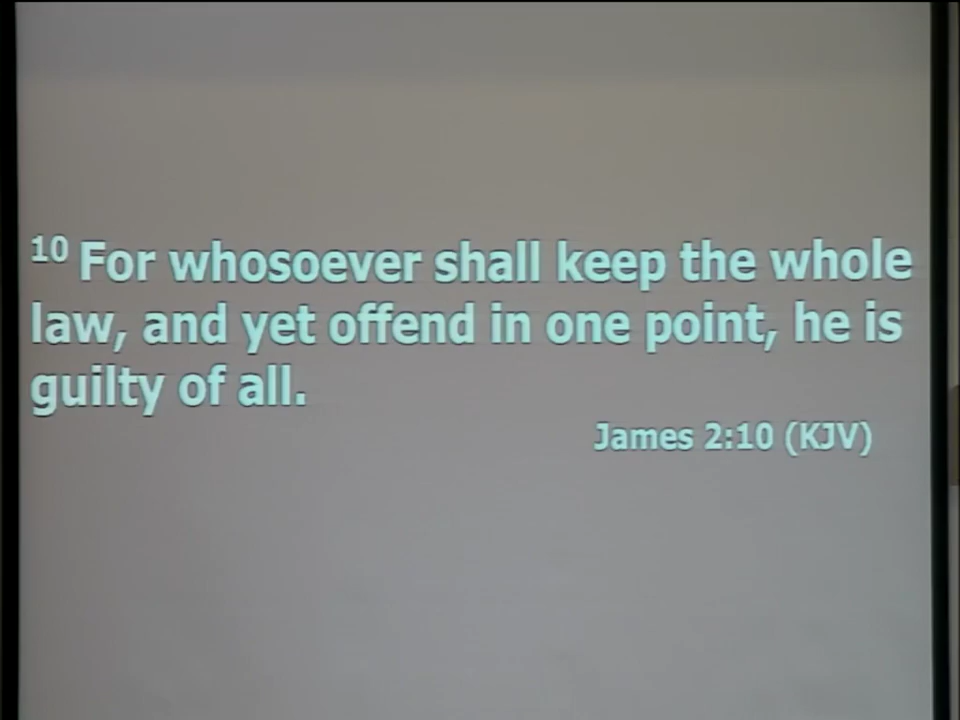 10 For whosoever shall keep the whole
law, and yet offend in one point, he is
guilty of all.
James 2:10 (KJV)